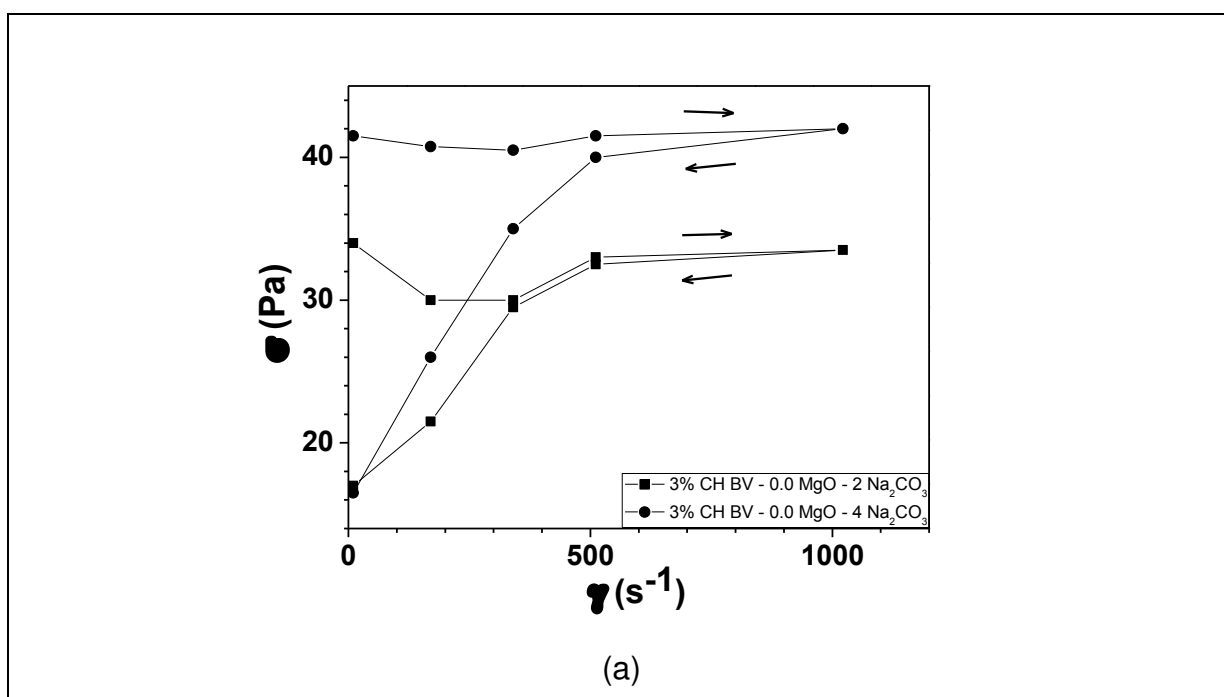 40
30
20
σ (Pa)
0 500 1000
γ (s⁻¹)
3% CH BV - 0.0 MgO - 2 Na₂CO₃
3% CH BV - 0.0 MgO - 4 Na₂CO₃
(a)